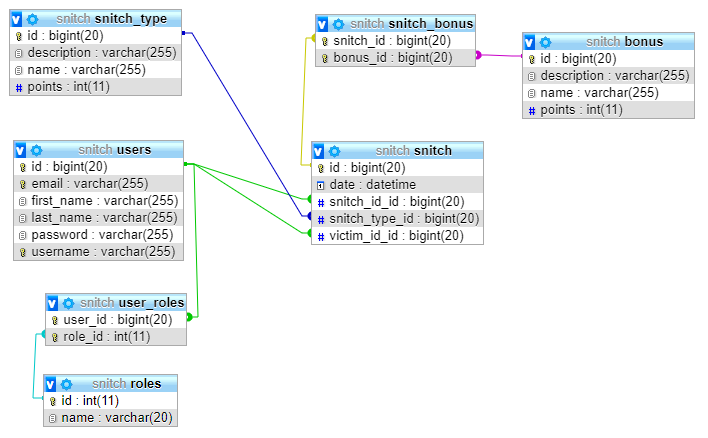 snitch snitch_type
id : bigint(20)
description : varchar(255)
name : varchar(255)
points : int(11)
snitch snitch_bonus
snitch_id : bigint(20)
bonus_id : bigint(20)
snitch bonus
id : bigint(20)
description : varchar(255)
name : varchar(255)
points : int(11)
snitch users
id : bigint(20)
email : varchar(255)
first_name : varchar(255)
last_name : varchar(255)
password : varchar(255)
username : varchar(255)
snitch snitch
id : bigint(20)
date : datetime
snitch_id_id : bigint(20)
snitch_type_id : bigint(20)
victim_id_id : bigint(20)
snitch user_roles
user_id : bigint(20)
role_id : int(11)
snitch roles
id : int(11)
name : varchar(20)